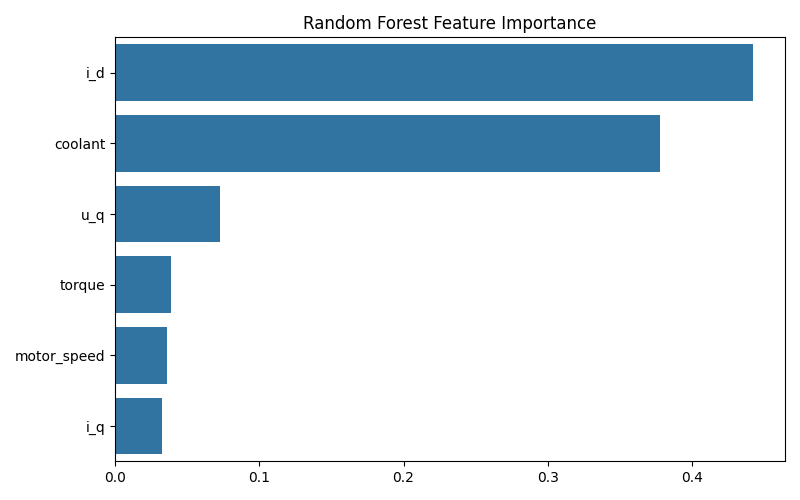 Random Forest Feature Importance
i_d
coolant
u_q
torque
motor_speed
i_q
0.0 0.1 0.2 0.3 0.4